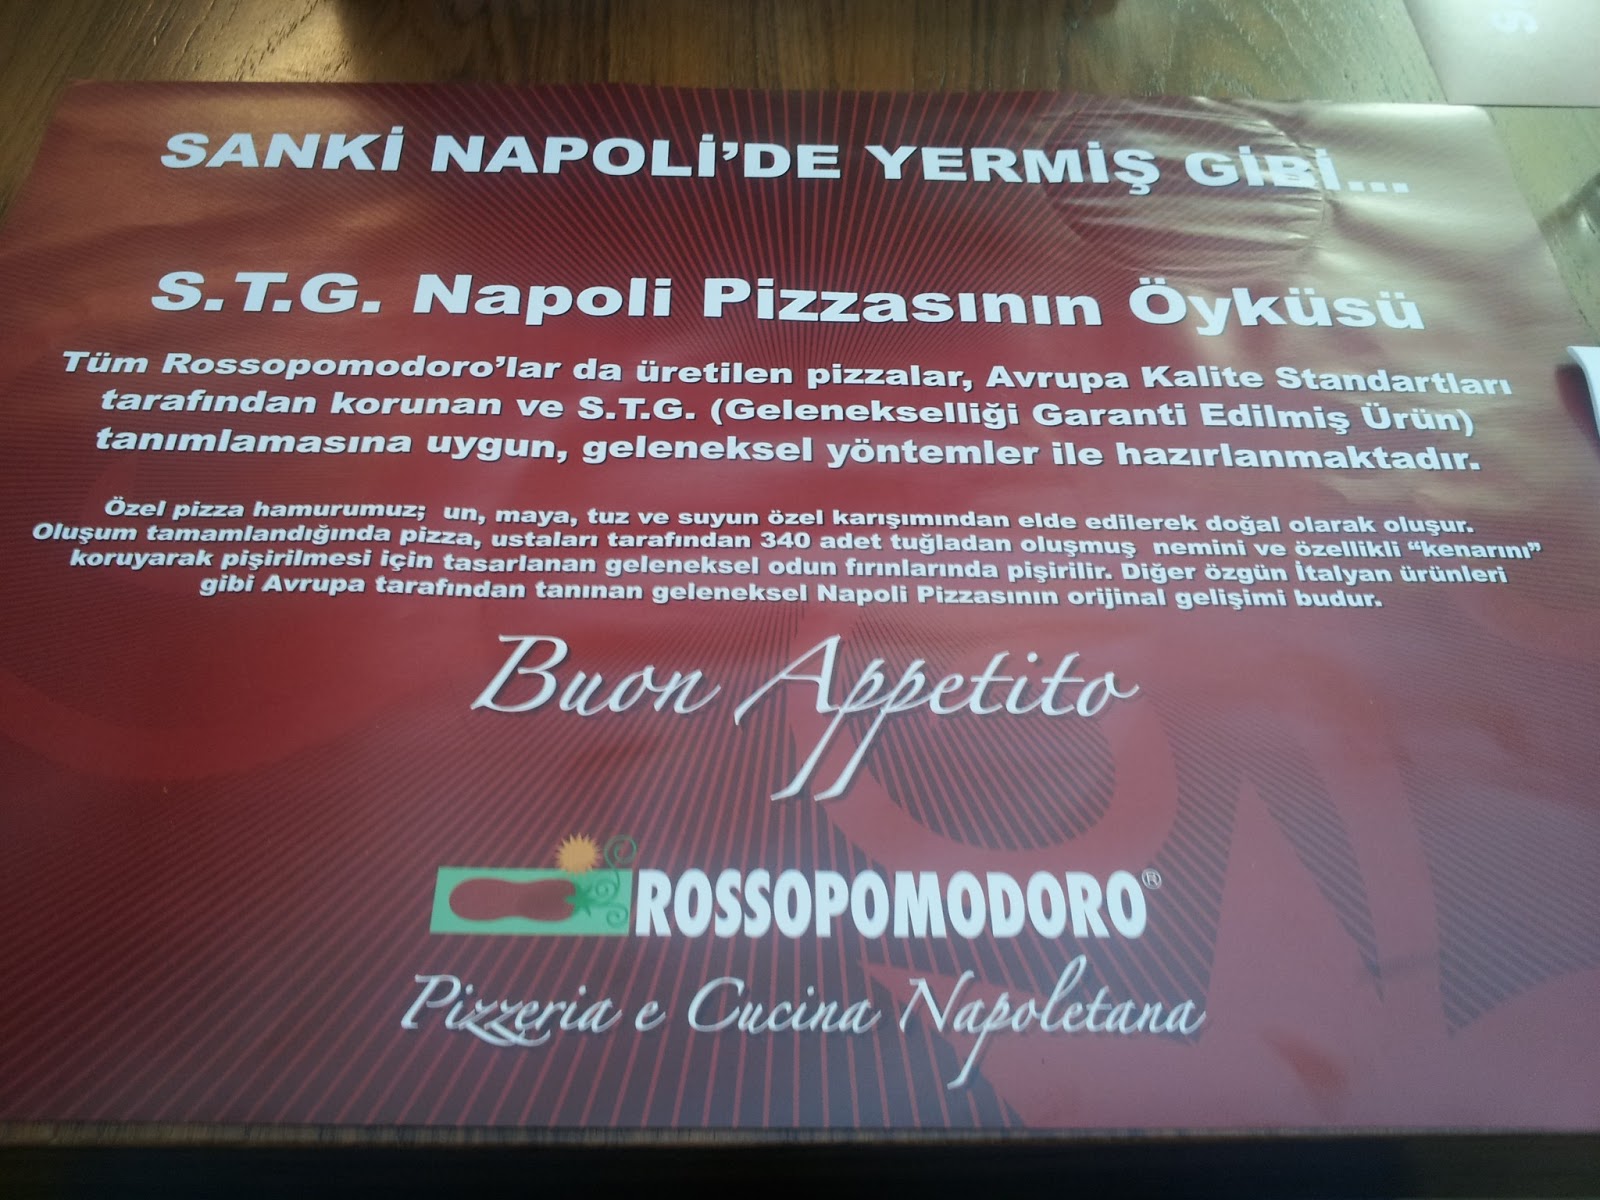 SANKİ NAPOLİ'DE YERMİŞ GİBİ...
S.T.G. Napoli Pizzasının Öyküsü
Tüm Rossopomodoro'lar da üretilen pizzalar, Avrupa Kalite Standartları
tarafından korunan ve S.T.G. (Gelenekselliği Garanti Edilmiş Ürün)
tanımlamasına uygun, geleneksel yöntemler ile hazırlanmaktadır.
Özel pizza hamurumuz; un, maya, tuz ve suyun özel karışımından elde edilerek doğal olarak oluşur.
Oluşum tamamlandığında pizza, ustaları tarafından 340 adet tuğladan oluşmuş nemini ve özellikli “kenarını”
koruyarak pişirilmesi için tasarlanan geleneksel odun fırınlarında pişirilir. Diğer özgün İtalyan ürünleri
gibi Avrupa tarafından tanınan geleneksel Napoli Pizzasının orijinal gelişimi budur.
Buon Appetito
ROSSOPOMODORO®
Pizzeria e Cucina Napoletana